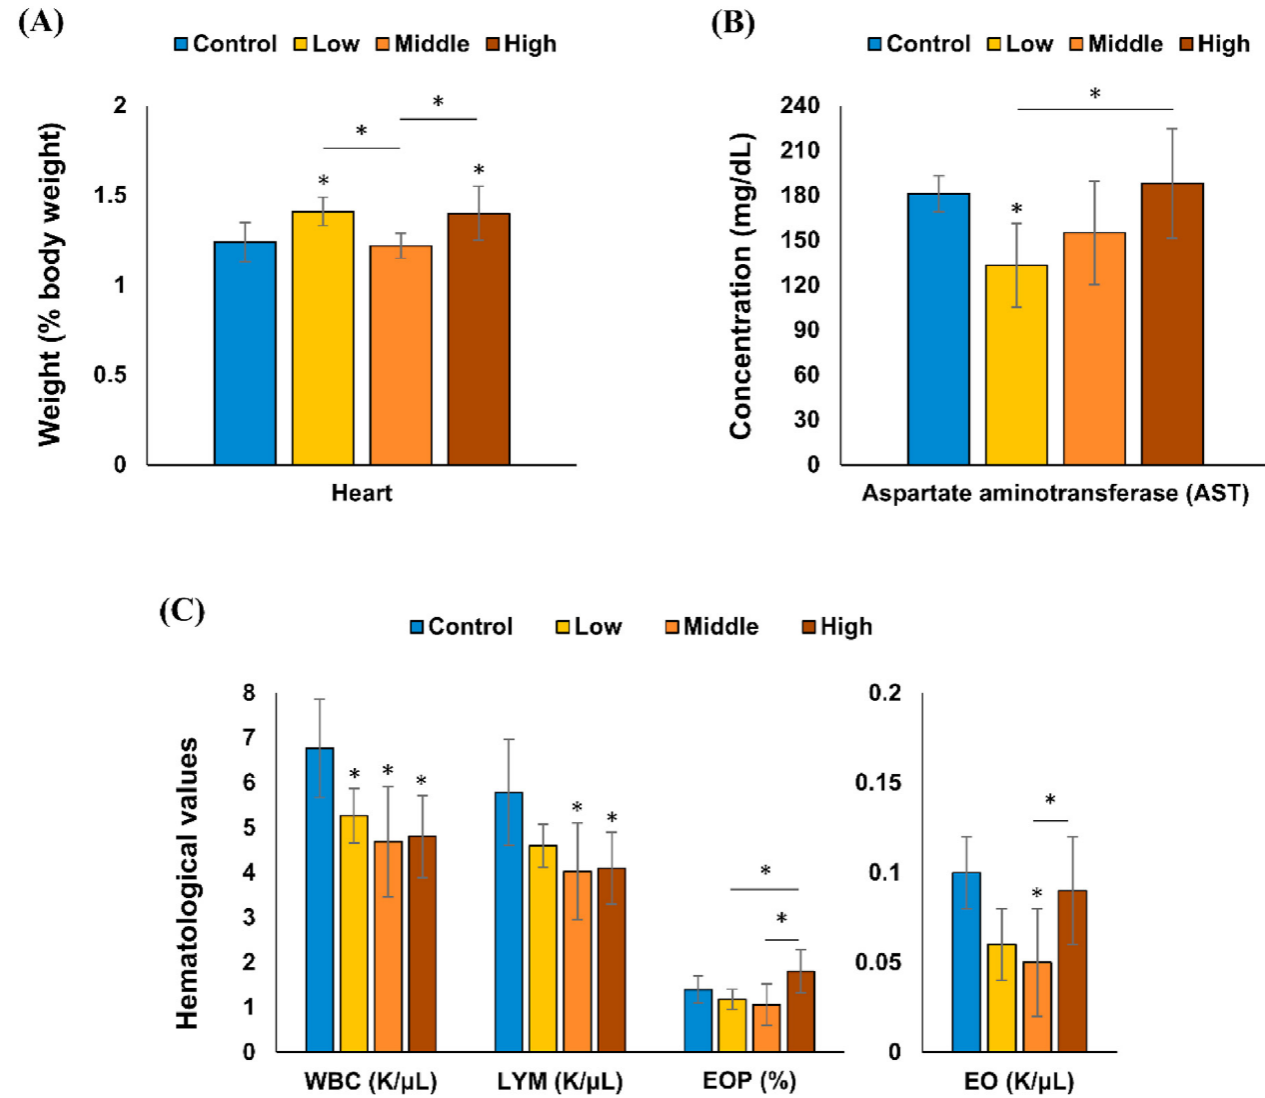 (A)
Control Low Middle High
Weight (% body weight)
2
1.5
1
0.5
0
*
*
*
*
Heart
(B)
Control Low Middle High
Concentration (mg/dL)
240
210
180
150
120
90
60
30
0
*
*
Aspartate aminotransferase (AST)
(C)
Control Low Middle High
Hematological values
8
7
6
5
4
3
2
1
0
* * *
* *
*
*
WBC (K/μL) LYM (K/μL) EOP (%)
0.2
0.15
0.1
0.05
0
*
*
EO (K/μL)